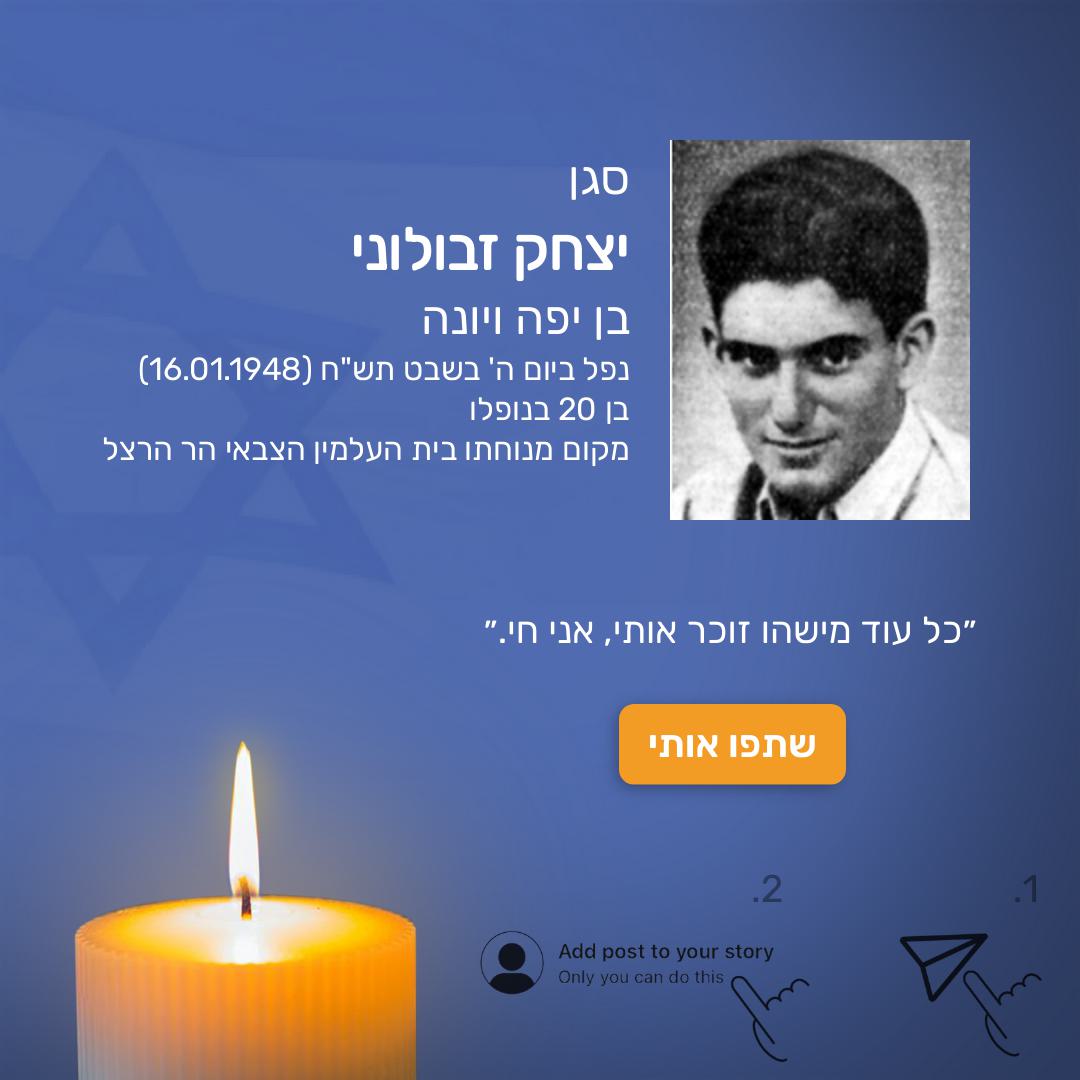 סגן
יצחק זבולוני
בן יפה ויונה
נפל ביום ה' בשבט תש"ח (16.01.1948)
בן 20 בנופלו
מקום מנוחתו בית העלמין הצבאי הר הרצל
״כל עוד מישהו זוכר אותי, אני חי.״
שתפו אותי
1.
2.
Add post to your story
Only you can do this